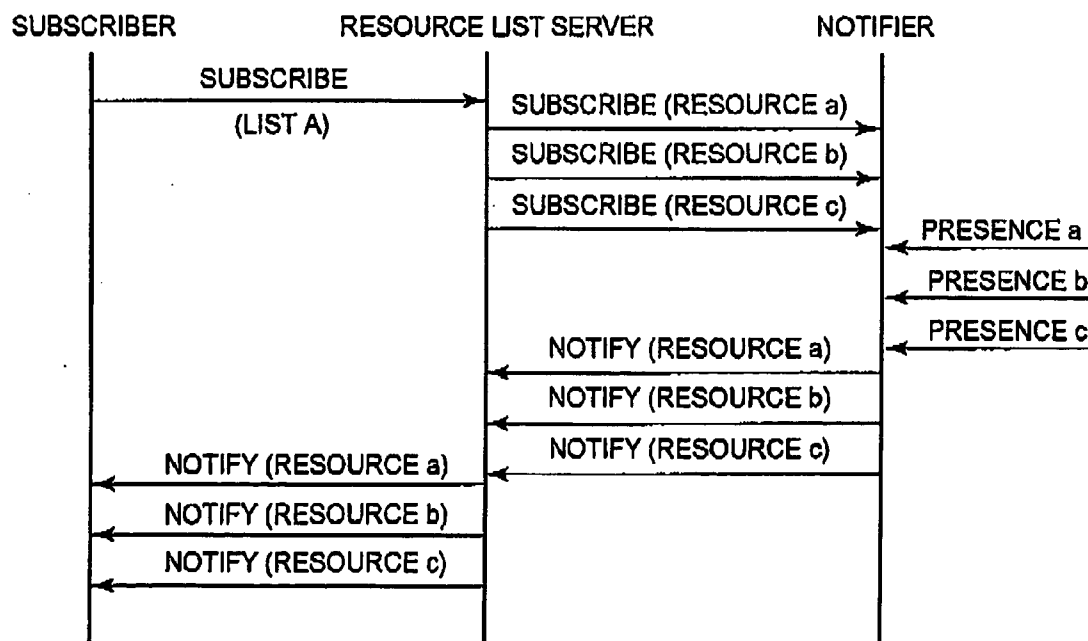 SUBSCRIBER RESOURCE LIST SERVER NOTIFIER
SUBSCRIBE
(LIST A)
SUBSCRIBE (RESOURCE a)
SUBSCRIBE (RESOURCE b)
SUBSCRIBE (RESOURCE c)
PRESENCE a
PRESENCE b
PRESENCE c
NOTIFY (RESOURCE a)
NOTIFY (RESOURCE b)
NOTIFY (RESOURCE c)
NOTIFY (RESOURCE a)
NOTIFY (RESOURCE b)
NOTIFY (RESOURCE c)